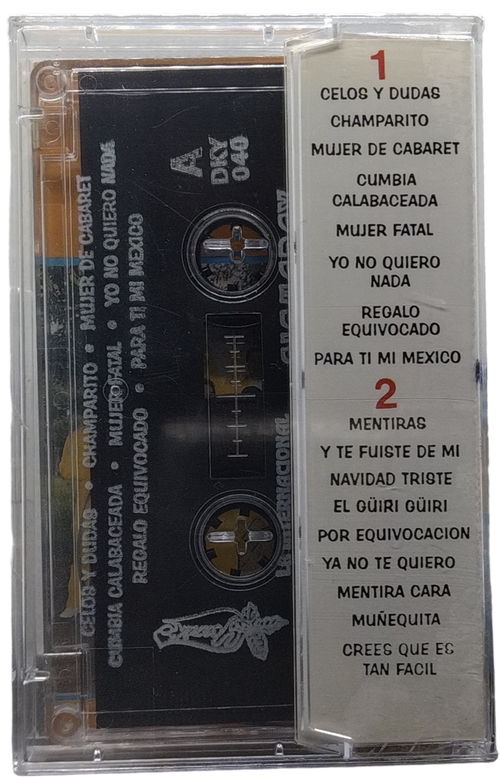 1
CELOS Y DUDAS
CHAMPARITO
MUJER DE CABARET
CUMBIA
CALABACEADA
MUJER FATAL
YO NO QUIERO
NADA
REGALO
EQUIVOCADO
PARA TI MI MEXICO
2
MENTIRAS
Y TE FUISTE DE MI
NAVIDAD TRISTE
EL GÜIRI GÜIRI
POR EQUIVOCACION
YA NO TE QUIERO
MENTIRA CARA
MUÑEQUITA
CREES QUE ES
TAN FACIL
A
DKY
040
INTERNACIONAL
CELOS Y DUDAS • CHAMPARITO • MUJER DE CABARET
CUMBIA CALABACEADA • MUJER FATAL • YO NO QUIERO NADA
REGALO EQUIVOCADO • PARA TI MI MEXICO